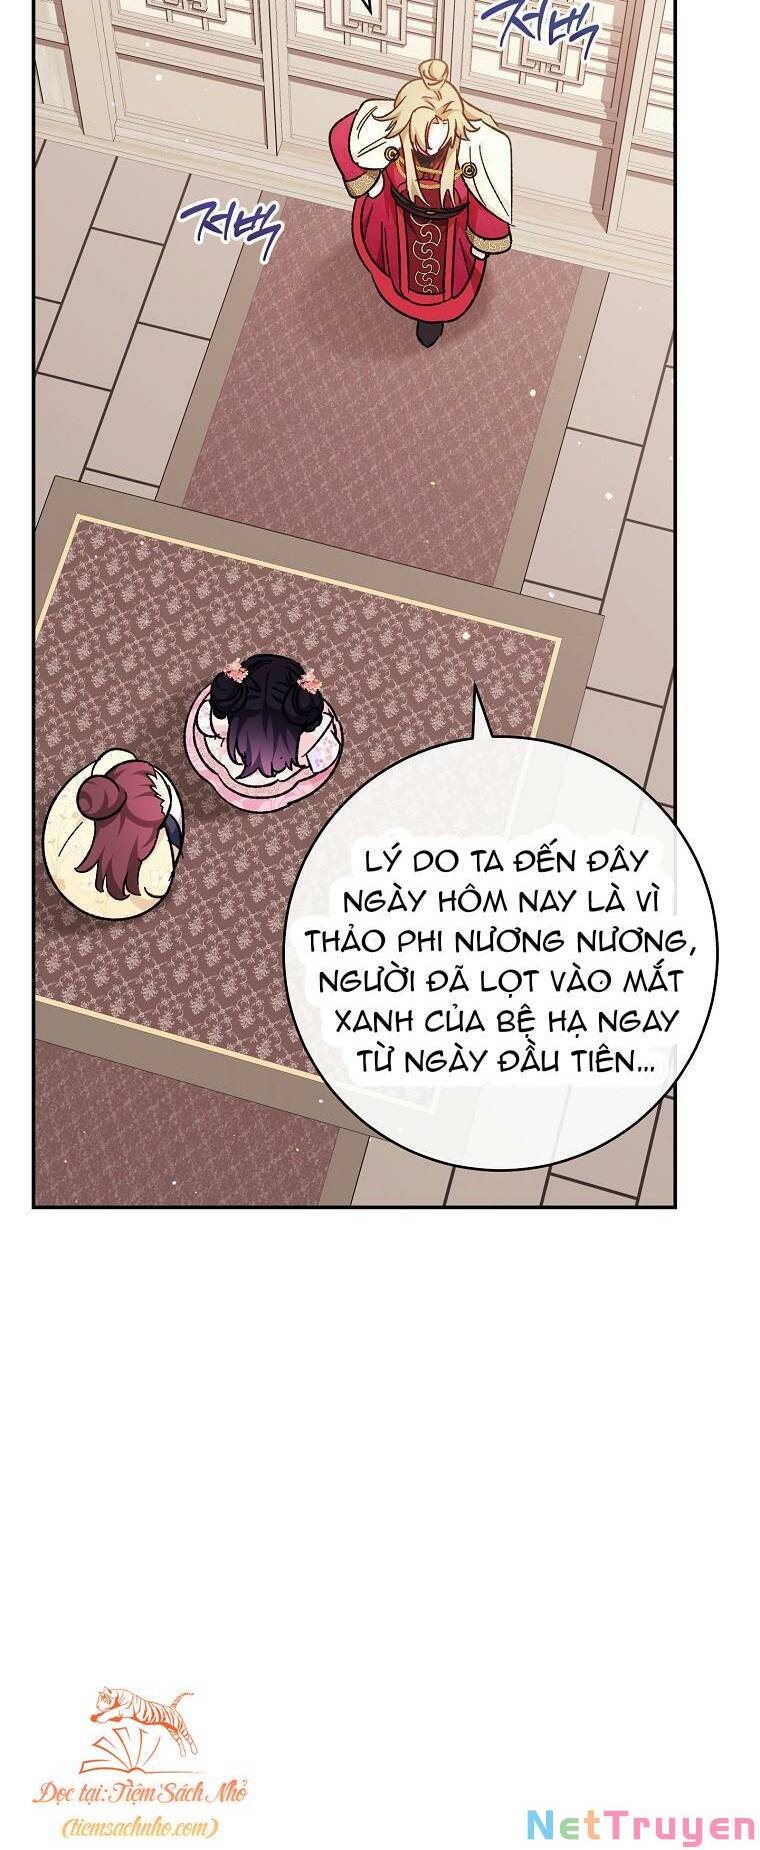 저벅
저벅
LÝ DO TA ĐẾN ĐÂY
NGÀY HÔM NAY LÀ VÌ
THẢO PHI NƯƠNG NƯƠNG,
NGƯỜI ĐÃ LỌT VÀO MẮT
XANH CỦA BỆ HẠ NGAY
TỪ NGÀY ĐẦU TIÊN...
Đọc tại: Tiệm Sách Nhỏ
(tiemsachnho.com)
NetTruyen